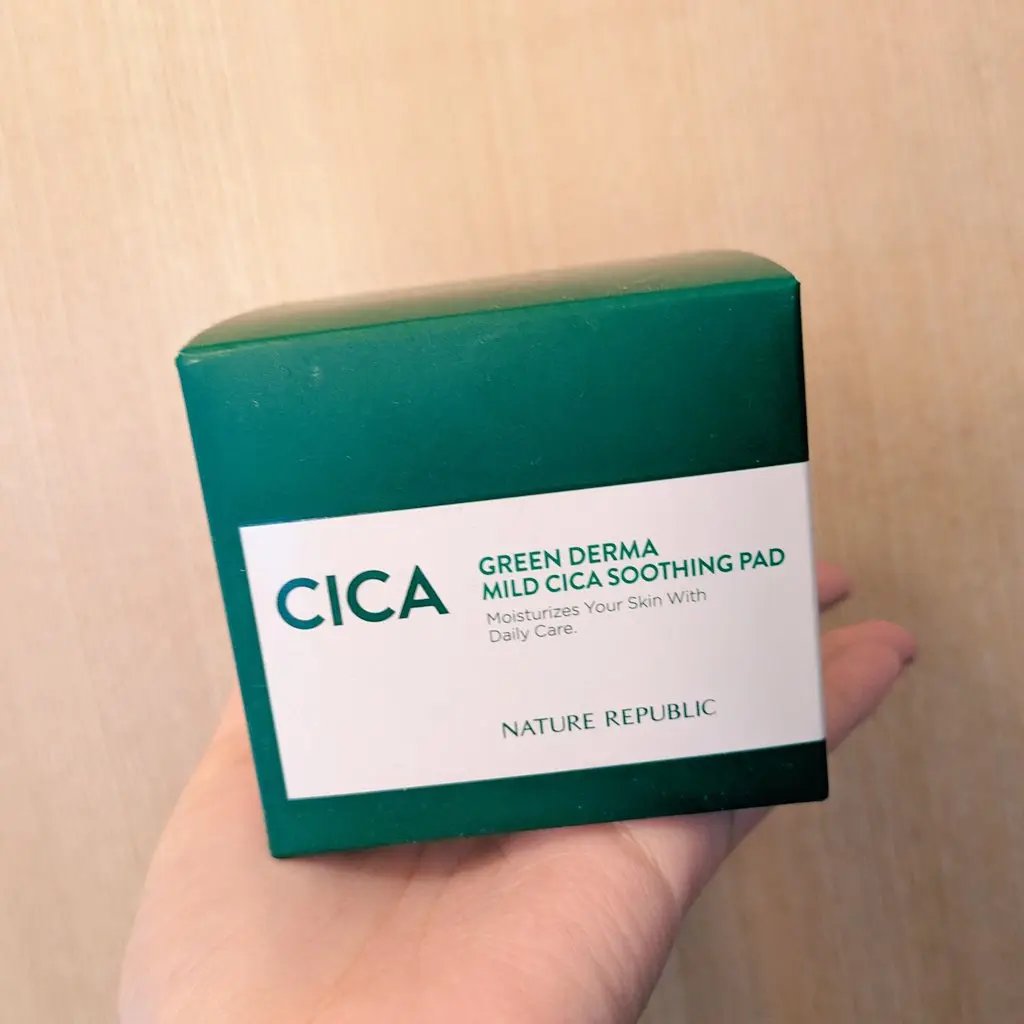 CICA
GREEN DERMA
MILD CICA SOOTHING PAD
Moisturizes Your Skin With
Daily Care.
NATURE REPUBLIC